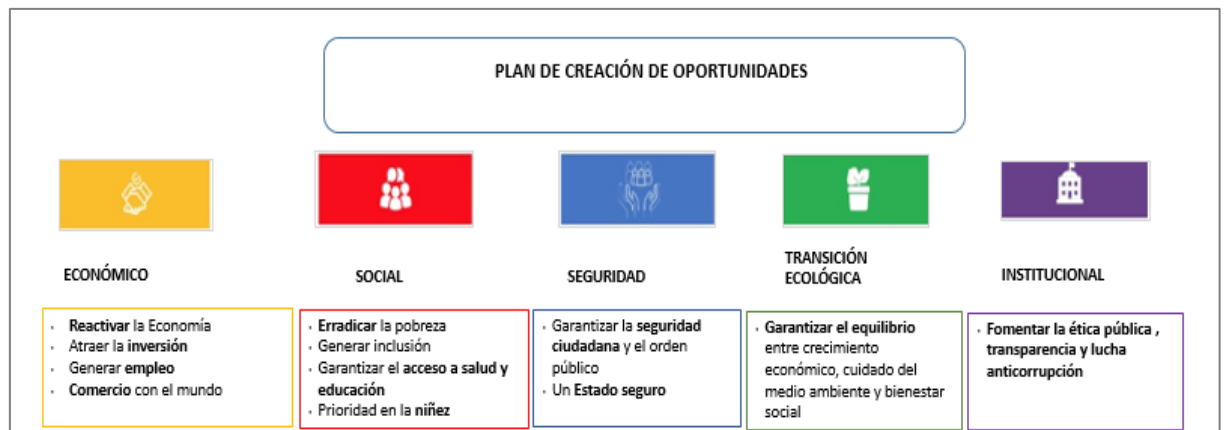 PLAN DE CREACIÓN DE OPORTUNIDADES
ECONÓMICO
SOCIAL
SEGURIDAD
TRANSICIÓN
ECOLÓGICA
INSTITUCIONAL
· Reactivar la Economía
· Atraer la inversión
· Generar empleo
· Comercio con el mundo
· Erradicar la pobreza
· Generar inclusión
· Garantizar el acceso a salud y
educación
· Prioridad en la niñez
· Garantizar la seguridad
ciudadana y el orden
público
· Un Estado seguro
· Garantizar el equilibrio
entre crecimiento
económico, cuidado del
medio ambiente y bienestar
social
· Fomentar la ética pública ,
transparencia y lucha
anticorrupción